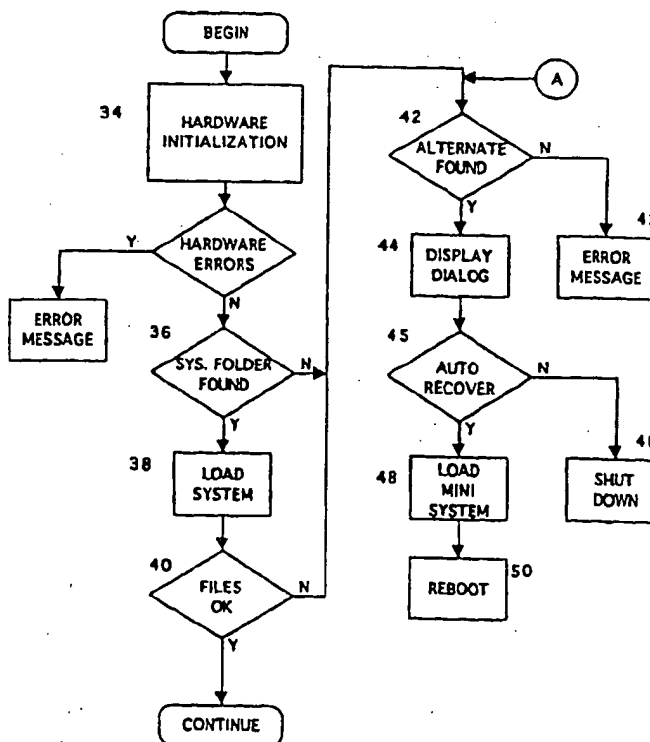 BEGIN
34
HARDWARE
INITIALIZATION
Y
HARDWARE
ERRORS
N
ERROR
MESSAGE
36
SYS. FOLDER
FOUND
N
Y
38
LOAD
SYSTEM
40
FILES
OK
N
Y
CONTINUE
A
42
ALTERNATE
FOUND
N
Y
44
DISPLAY
DIALOG
ERROR
MESSAGE
45
AUTO
RECOVER
N
Y
48
LOAD
MINI
SYSTEM
SHUT
DOWN
50
REBOOT